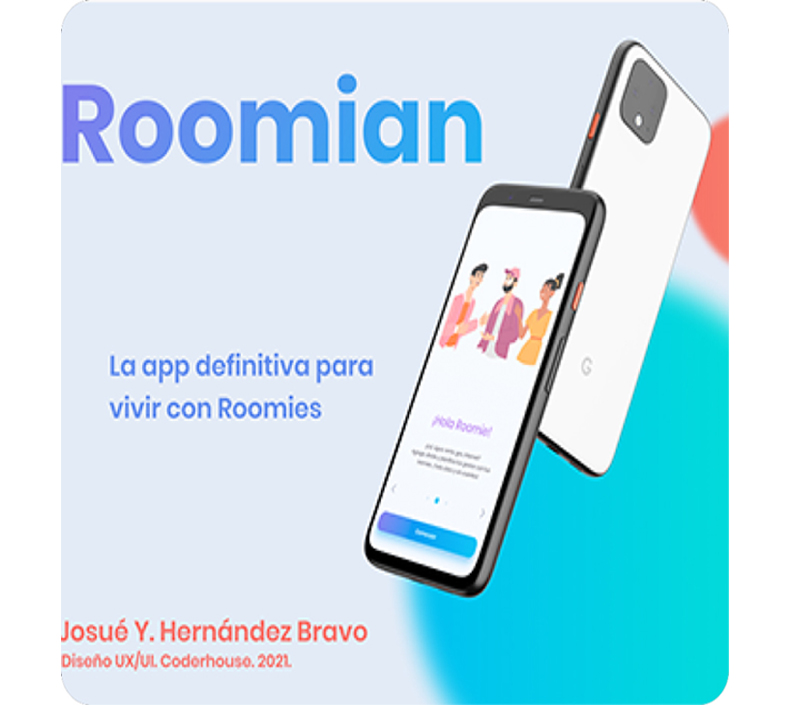 Roomian
La app definitiva para
vivir con Roomies
¡Hola Roomie!
Josué Y. Hernández Bravo
Diseño UX/UI. Coderhouse. 2021.